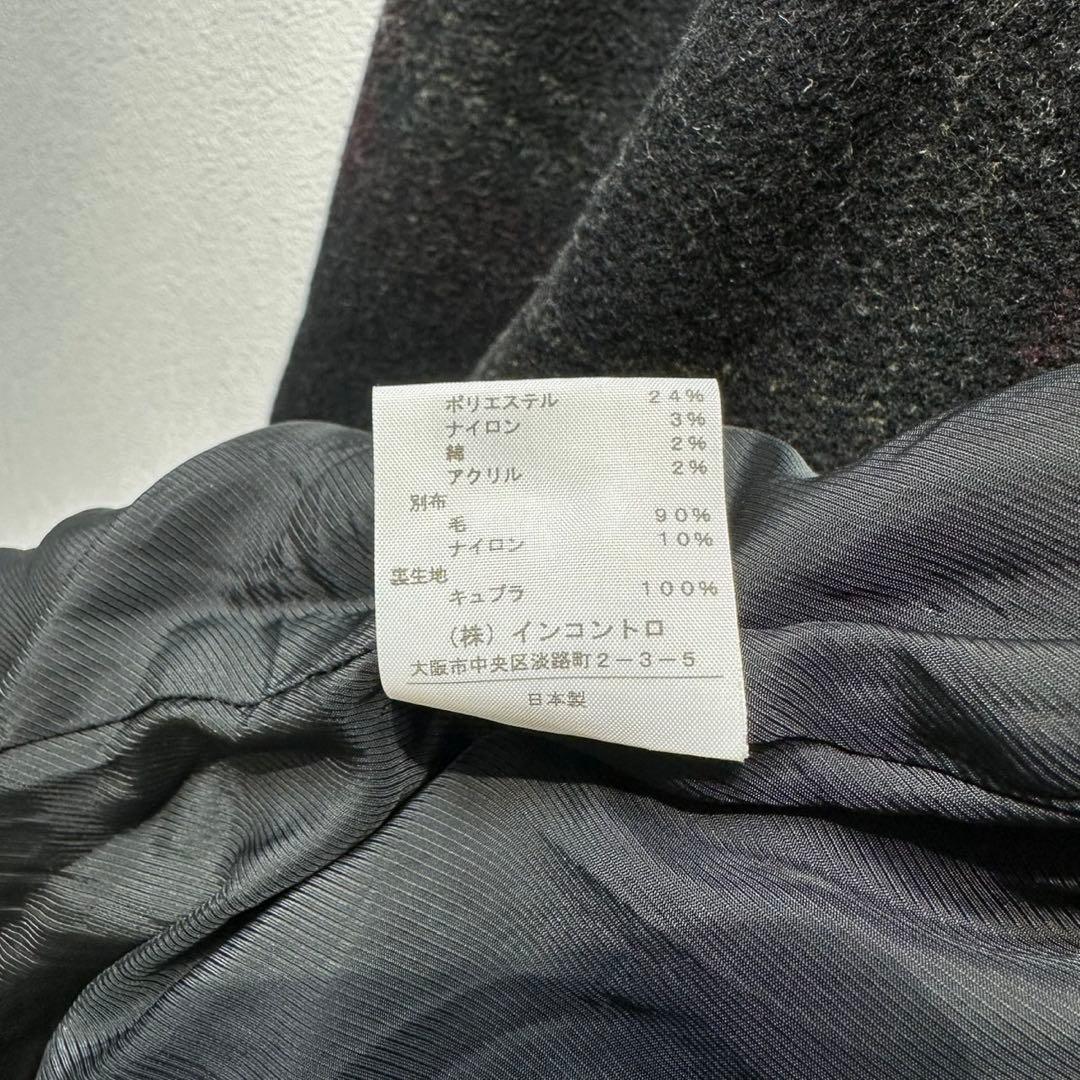 ポリエステル 24%
ナイロン 3%
綿 2%
アクリル 2%
別布
毛 90%
ナイロン 10%
裏生地
キュプラ 100%
(株)インコントロ
大阪市中央区淡路町2-3-5
日本製